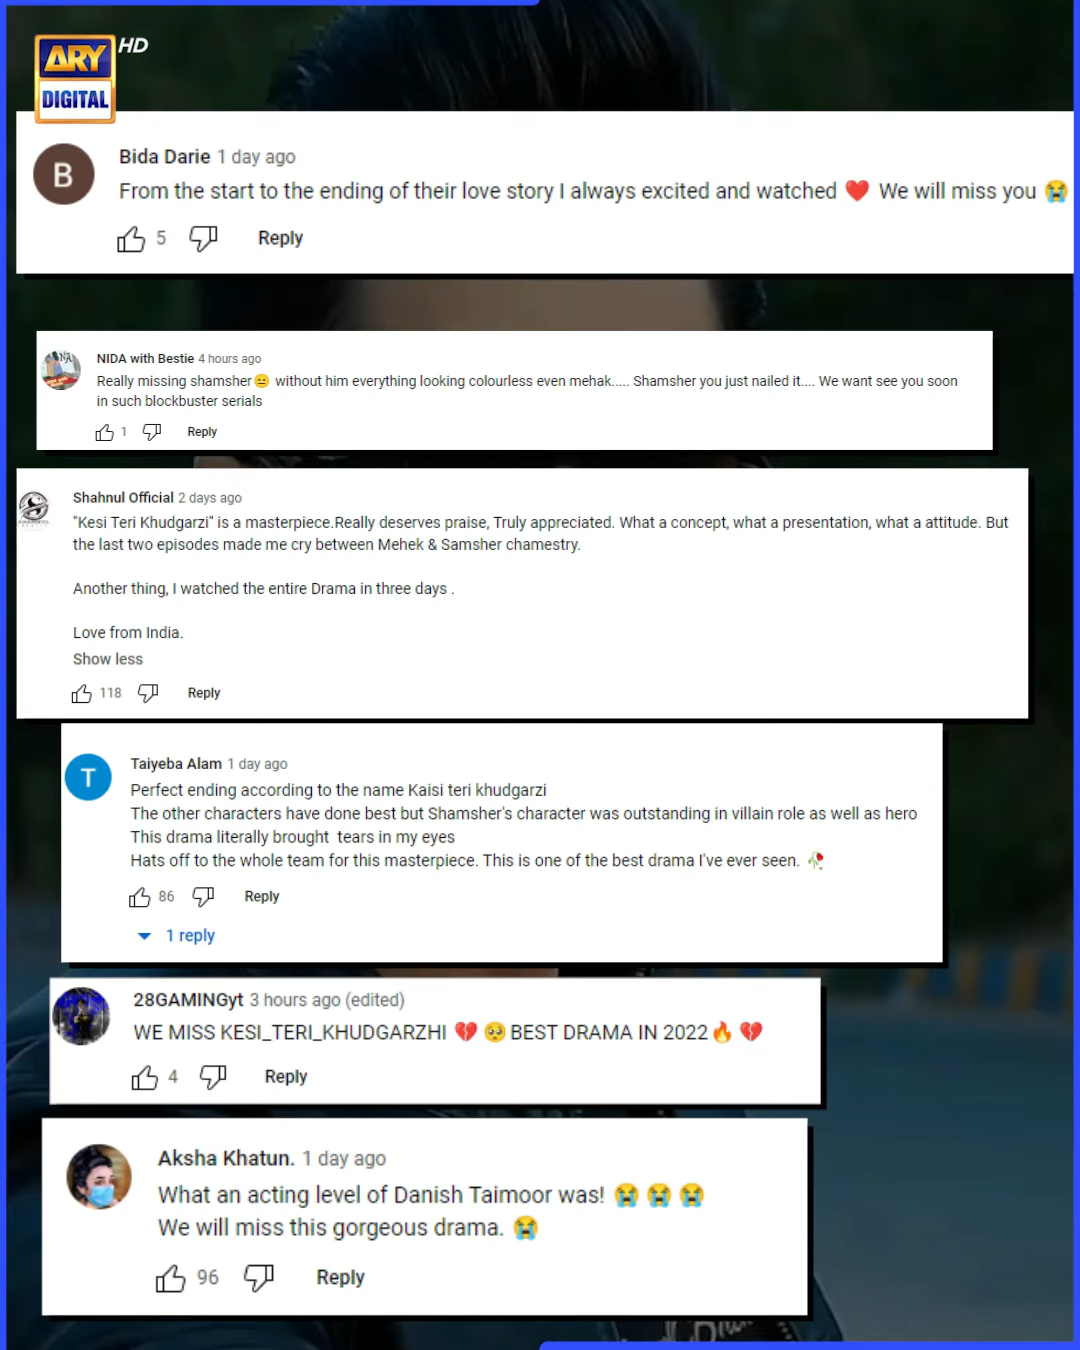 ARY HD
DIGITAL
B
Bida Darie 1 day ago
From the start to the ending of their love story I always excited and watched ❤️ We will miss you 😭
5 Reply
NIDA with Bestie 4 hours ago
Really missing shamsher😐 without him everything looking colourless even mehak..... Shamsher you just nailed it.... We want see you soon
in such blockbuster serials
1 Reply
Shahnul Official 2 days ago
"Kesi Teri Khudgarzi" is a masterpiece.Really deserves praise, Truly appreciated. What a concept, what a presentation, what a attitude. But
the last two episodes made me cry between Mehek & Samsher chamestry.
Another thing, I watched the entire Drama in three days .
Love from India.
Show less
118 Reply
T
Taiyeba Alam 1 day ago
Perfect ending according to the name Kaisi teri khudgarzi
The other characters have done best but Shamsher's character was outstanding in villain role as well as hero
This drama literally brought tears in my eyes
Hats off to the whole team for this masterpiece. This is one of the best drama I've ever seen. 🥀
86 Reply
1 reply
28GAMINGyt 3 hours ago (edited)
WE MISS KESI_TERI_KHUDGARZHI 💔 🥺 BEST DRAMA IN 2022🔥 💔
4 Reply
Aksha Khatun. 1 day ago
What an acting level of Danish Taimoor was! 😭 😭 😭
We will miss this gorgeous drama. 😭
96 Reply